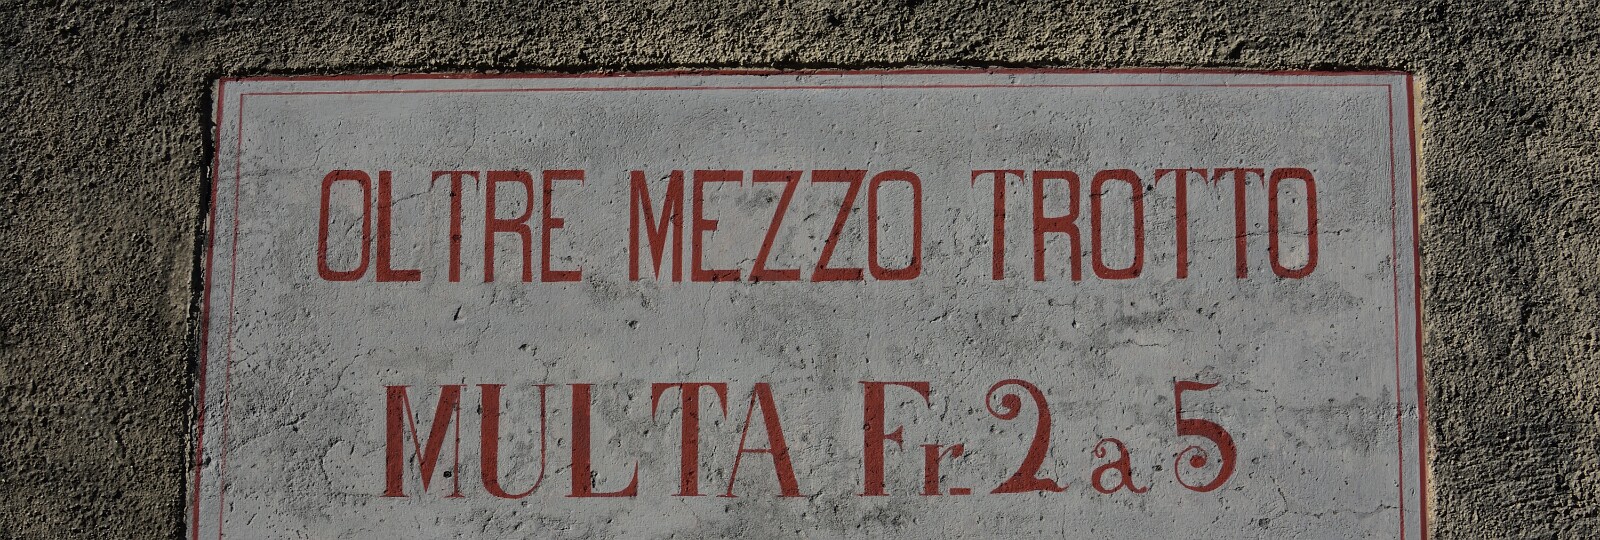 OLTRE MEZZO TROTTO
MULTA Fr. 2 a 5